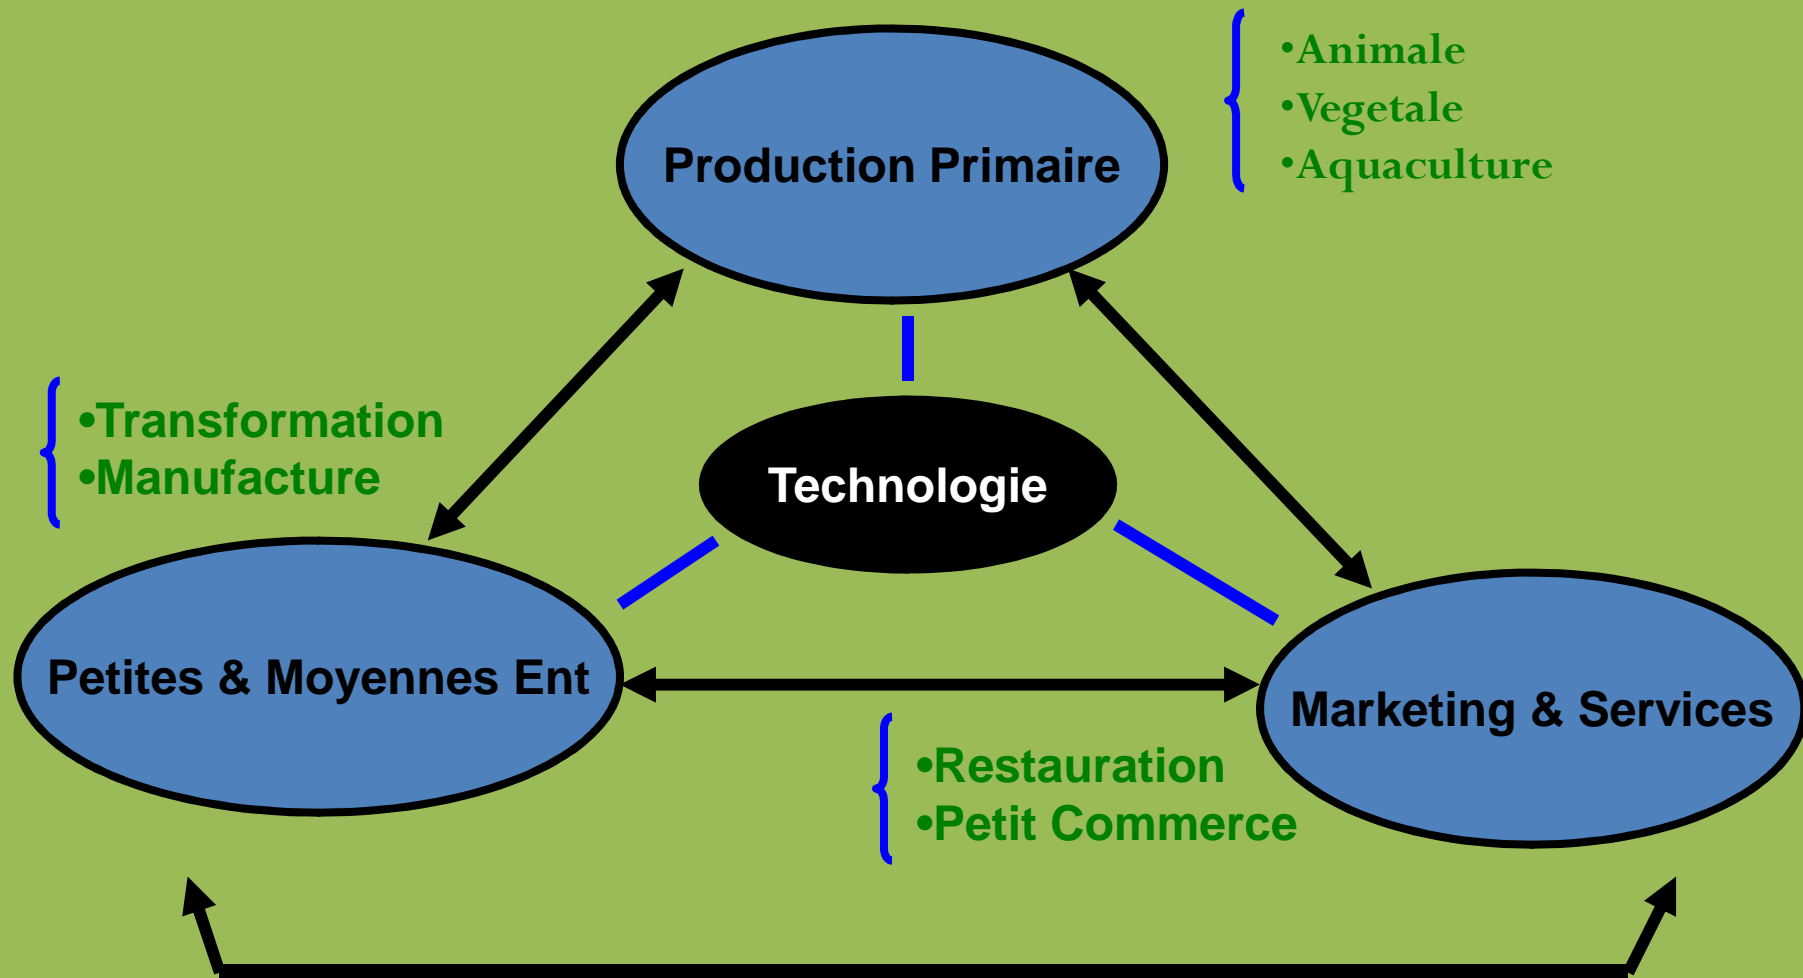 Production Primaire
•Animale
•Vegetale
•Aquaculture
•Transformation
•Manufacture
Technologie
Petites & Moyennes Ent
Marketing & Services
•Restauration
•Petit Commerce